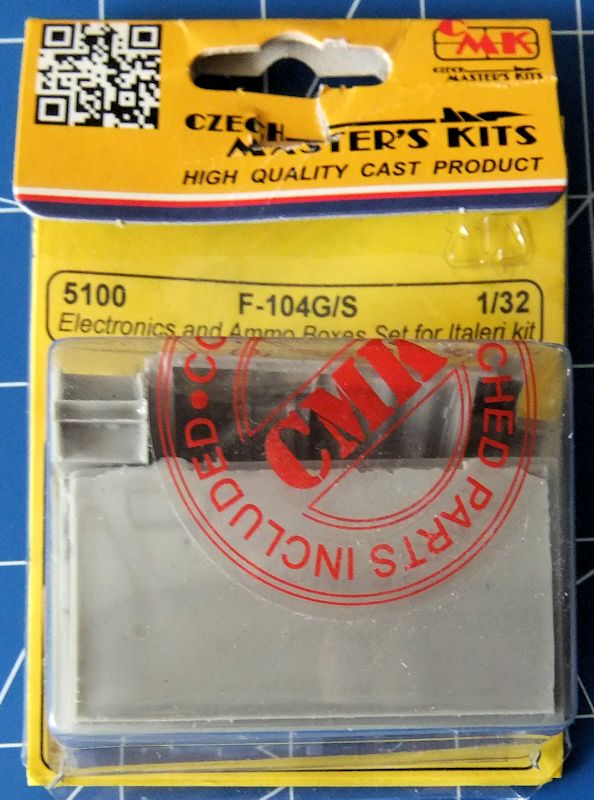 CMK
CZECH
MASTER'S KITS
CZECH
MASTER'S KITS
HIGH QUALITY CAST PRODUCT
5100 F-104G/S 1/32
Electronics and Ammo Boxes Set for Italeri kit
CMK
CHED PARTS INCLUDED • CO